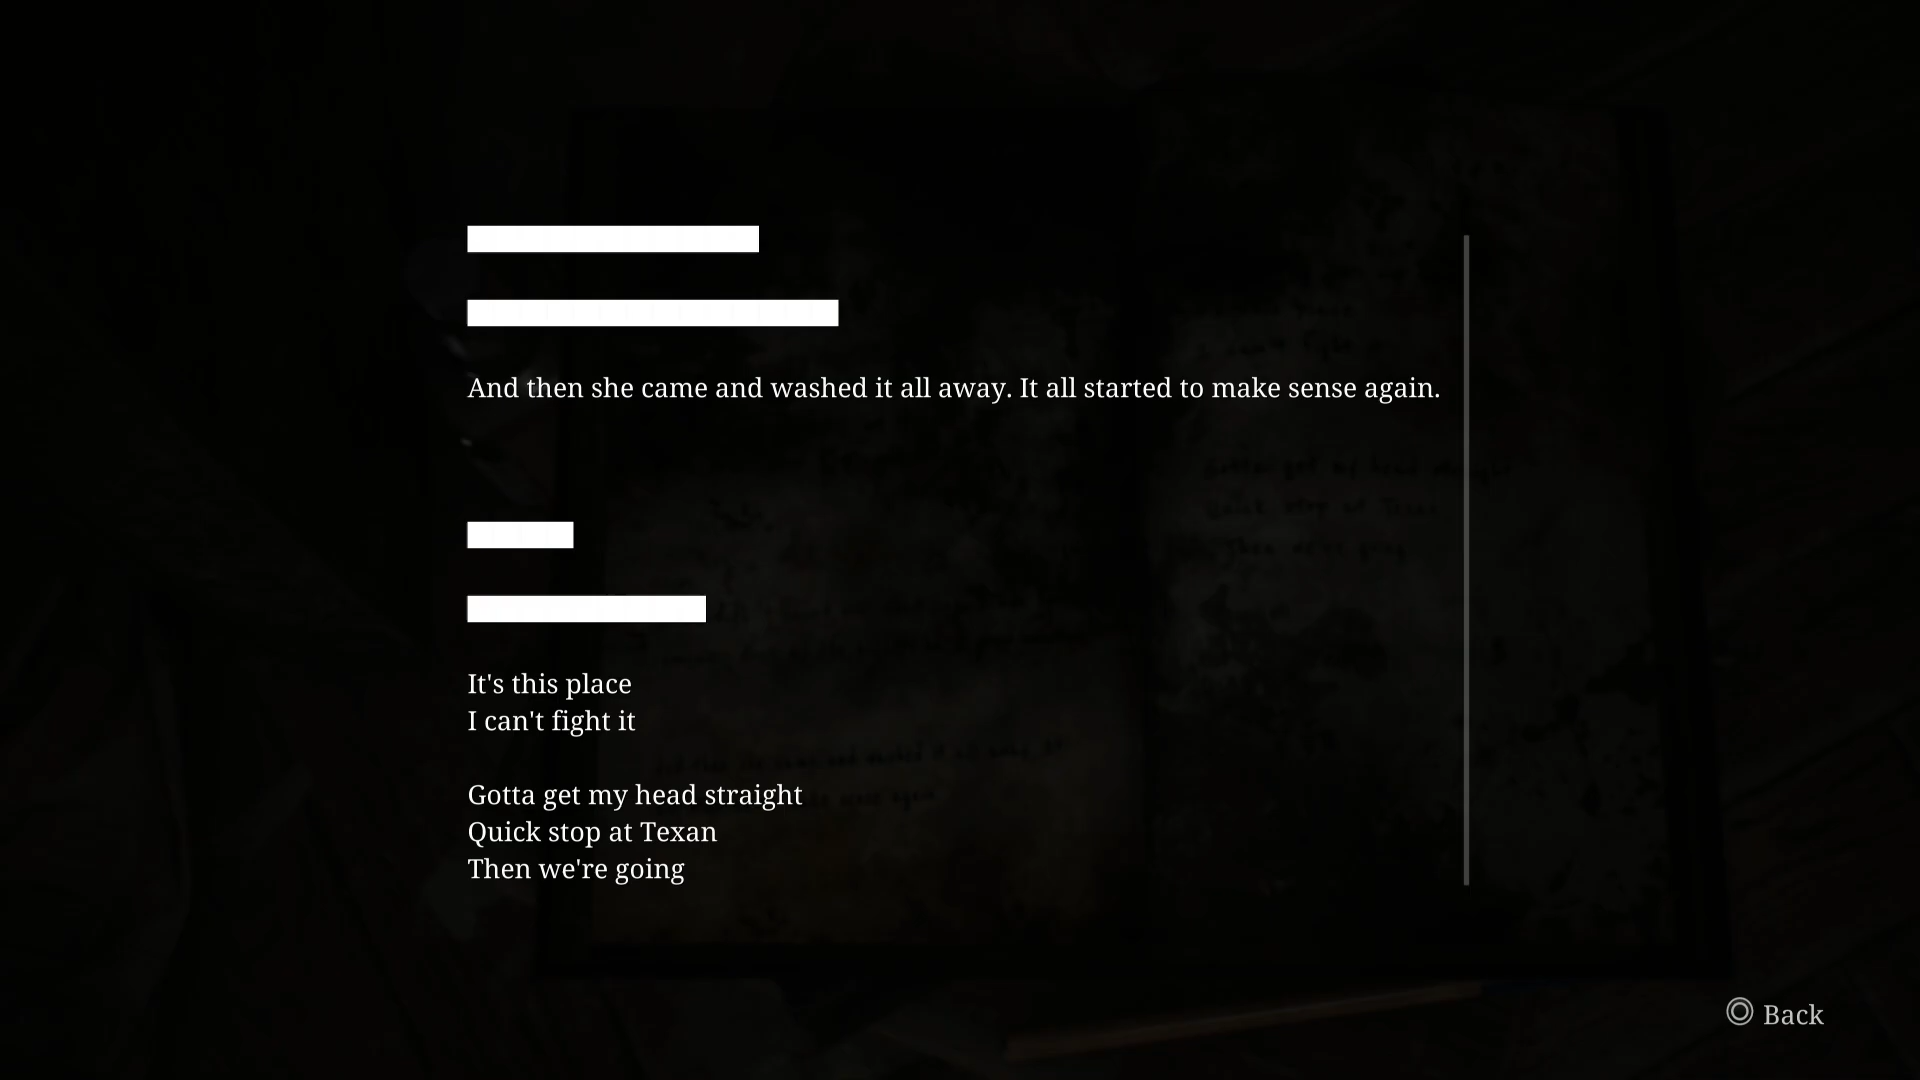 And then she came and washed it all away. It all started to make sense again.
It's this place
I can't fight it
Gotta get my head straight
Quick stop at Texan
Then we're going
Back